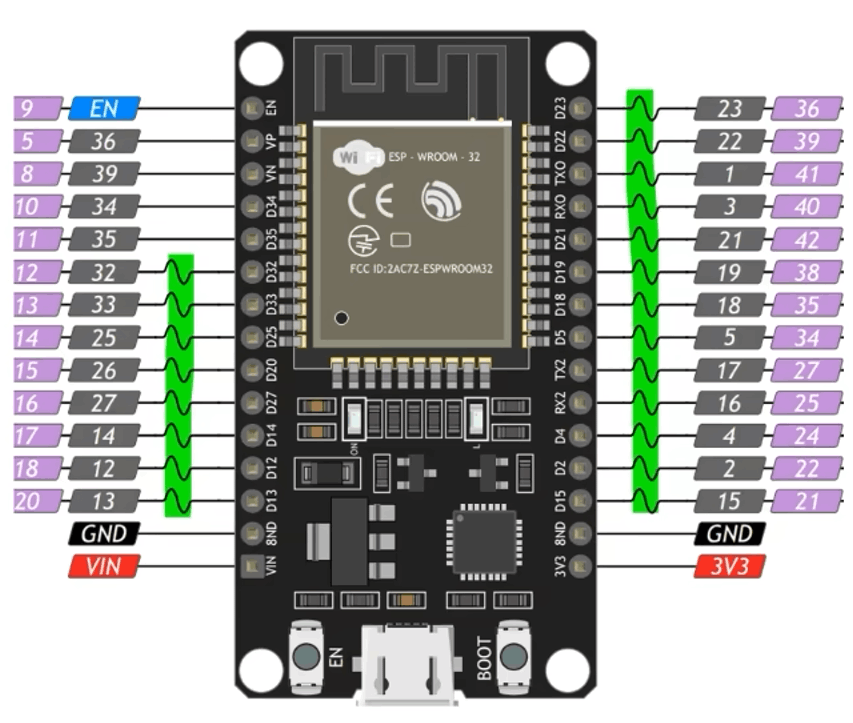 9 EN EN D23 23 36
5 36 VP D22 22 39
8 39 VN TXO 1 41
10 34 D34 RXO 3 40
11 35 D35 D21 21 42
12 32 D32 D19 19 38
13 33 D33 D18 18 35
14 25 D25 D5 5 34
15 26 D20 TX2 17 27
16 27 D27 RX2 16 25
17 14 D14 D4 4 24
18 12 D12 D2 2 22
20 13 D13 D15 15 21
GND 8ND 8ND GND
VIN VIN 3V3 3V3
Wi Fi ESP - WROOM - 32
CE
FCC ID:2AC7Z-ESPWROOM32
ON L
EN BOOT